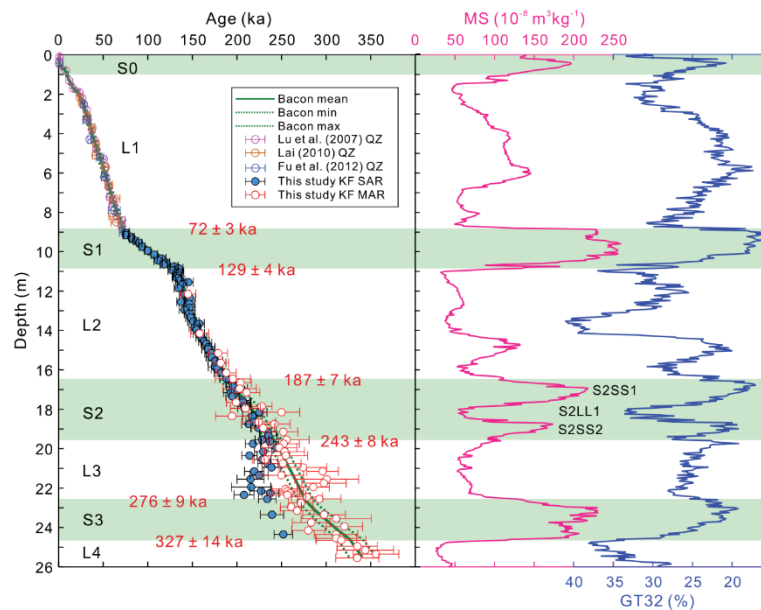 Age (ka)
MS (10⁻⁸ m³kg⁻¹)
0 50 100 150 200 250 300 350 0
50 100 150 200 250
Depth (m)
0
2
4
6
8
10
12
14
16
18
20
22
24
26
S0
L1
S1
L2
S2
L3
S3
L4
Bacon mean
Bacon min
Bacon max
Lu et al. (2007) QZ
Lai (2010) QZ
Fu et al. (2012) QZ
This study KF SAR
This study KF MAR
72 ± 3 ka
129 ± 4 ka
187 ± 7 ka
243 ± 8 ka
276 ± 9 ka
327 ± 14 ka
S2SS1
S2LL1
S2SS2
40 35 30 25 20
GT32 (%)